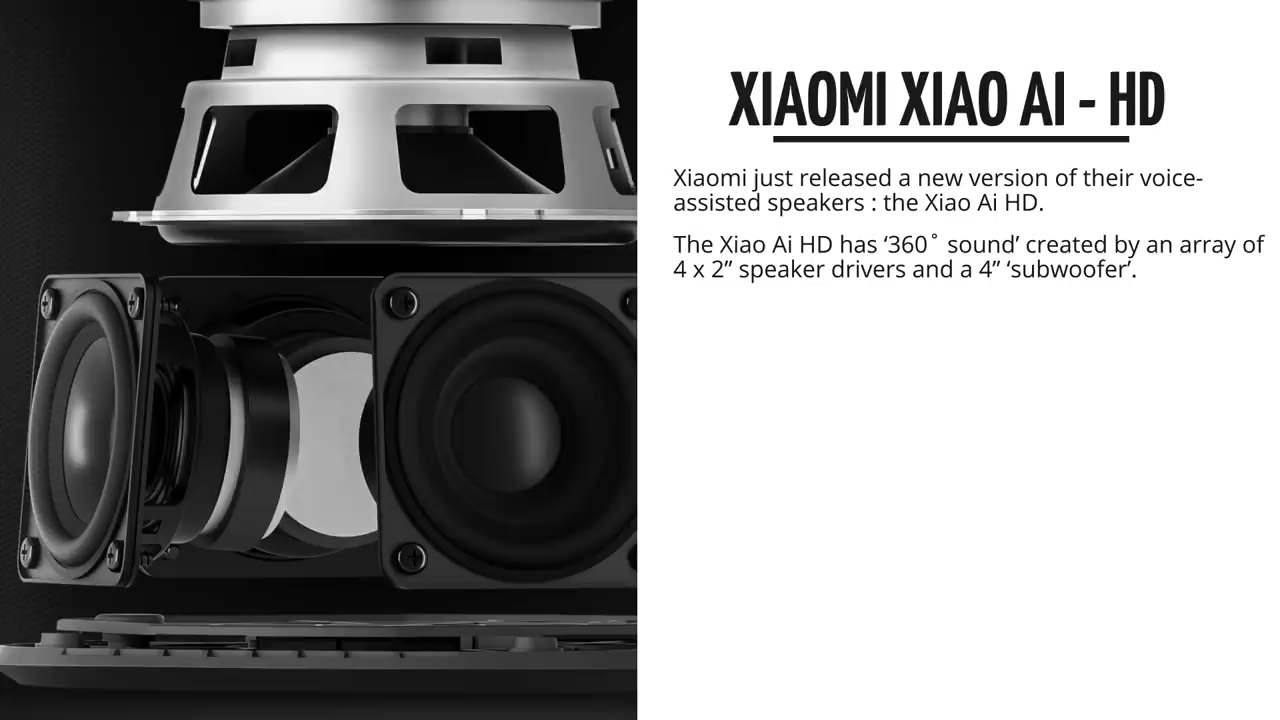 XIAOMI XIAO AI - HD
Xiaomi just released a new version of their voice-
assisted speakers : the Xiao Ai HD.
The Xiao Ai HD has ‘360˚ sound’ created by an array of
4 x 2” speaker drivers and a 4” ‘subwoofer’.